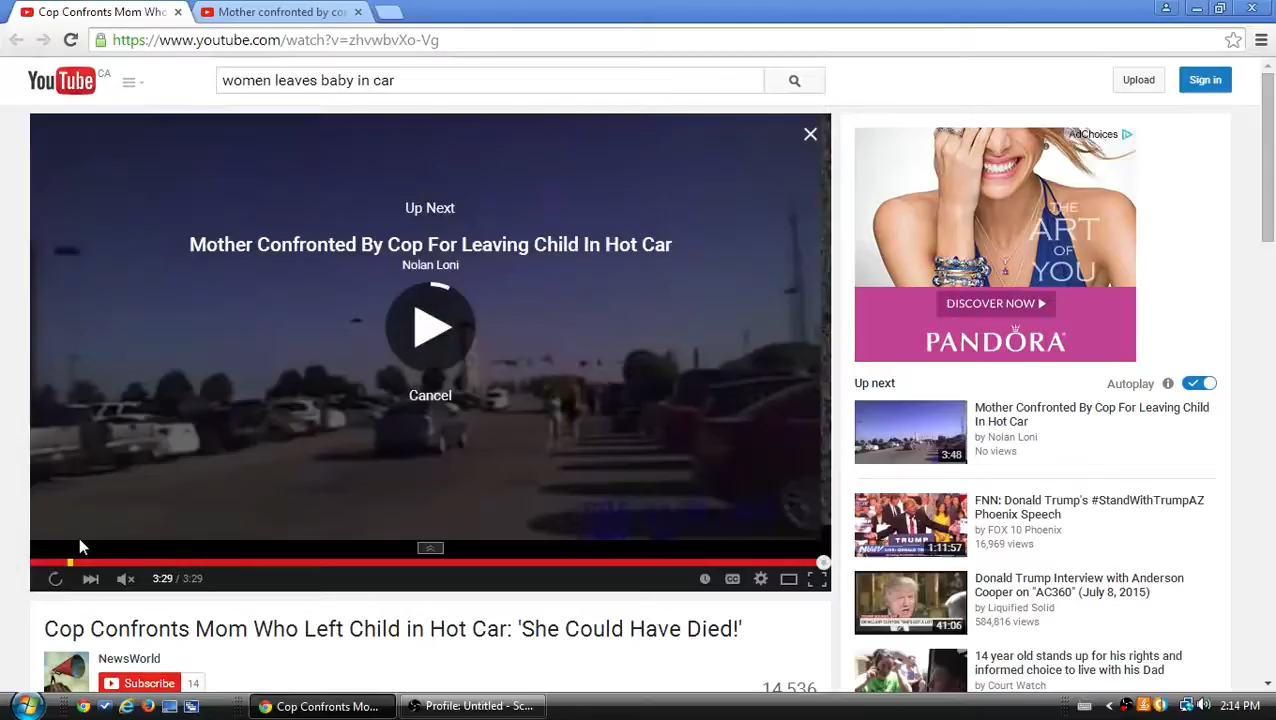 Cop Confronts Mom Who
Mother confronted by cop
https://www.youtube.com/watch?v=zhvwbvXo-Vg
YouTube CA
women leaves baby in car
Upload
Sign in
Up Next
Mother Confronted By Cop For Leaving Child In Hot Car
Nolan Loni
Cancel
3:29 / 3:29
CC
Cop Confronts Mom Who Left Child in Hot Car: 'She Could Have Died!'
NewsWorld
Subscribe 14
14,536
AdChoices
THE
ART
OF
YOU
DISCOVER NOW
PANDORA
Up next
Autoplay
Mother Confronted By Cop For Leaving Child
In Hot Car
by Nolan Loni
No views
3:48
FNN: Donald Trump's #StandWithTrumpAZ
Phoenix Speech
by FOX 10 Phoenix
16,969 views
TRUMP
1:11:57
Donald Trump Interview with Anderson
Cooper on "AC360" (July 8, 2015)
by Liquified Solid
584,816 views
41:06
14 year old stands up for his rights and
informed choice to live with his Dad
by Court Watch
Cop Confronts Mo...
Profile: Untitled - Sc...
2:14 PM